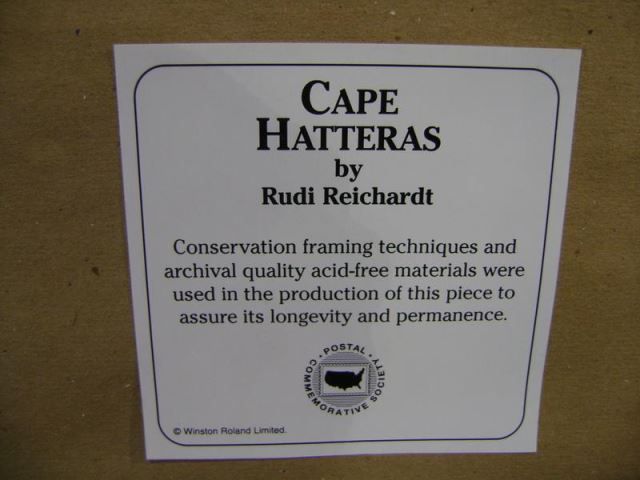 CAPE
HATTERAS
by
Rudi Reichardt
Conservation framing techniques and
archival quality acid-free materials were
used in the production of this piece to
assure its longevity and permanence.
• POSTAL •
COMMEMORATIVE SOCIETY
© Winston Roland Limited.